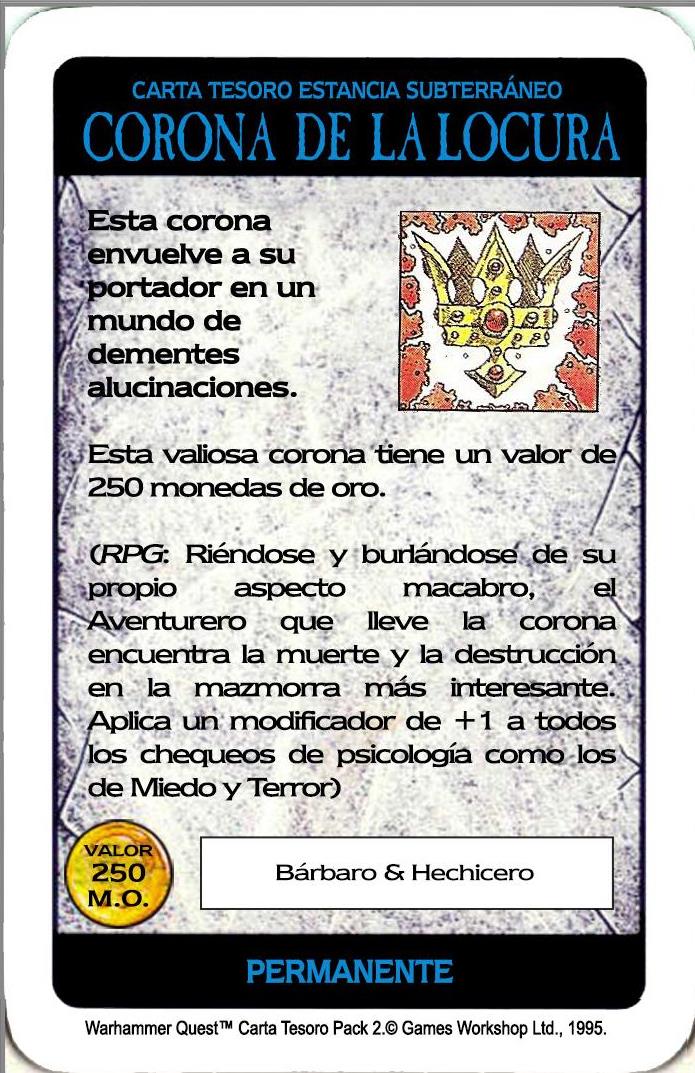 CARTA TESORO ESTANCIA SUBTERRÁNEO
CORONA DE LA LOCURA
Esta corona
envuelve a su
portador en un
mundo de
dementes
alucinaciones.
Esta valiosa corona tiene un valor de
250 monedas de oro.
(RPG: Riéndose y burlándose de su
propio aspecto macabro, el
Aventurero que lleve la corona
encuentra la muerte y la destrucción
en la mazmorra más interesante.
Aplica un modificador de +1 a todos
los chequeos de psicología como los
de Miedo y Terror)
VALOR
250
M.O.
Bárbaro & Hechicero
PERMANENTE
Warhammer Quest™ Carta Tesoro Pack 2.© Games Workshop Ltd., 1995.